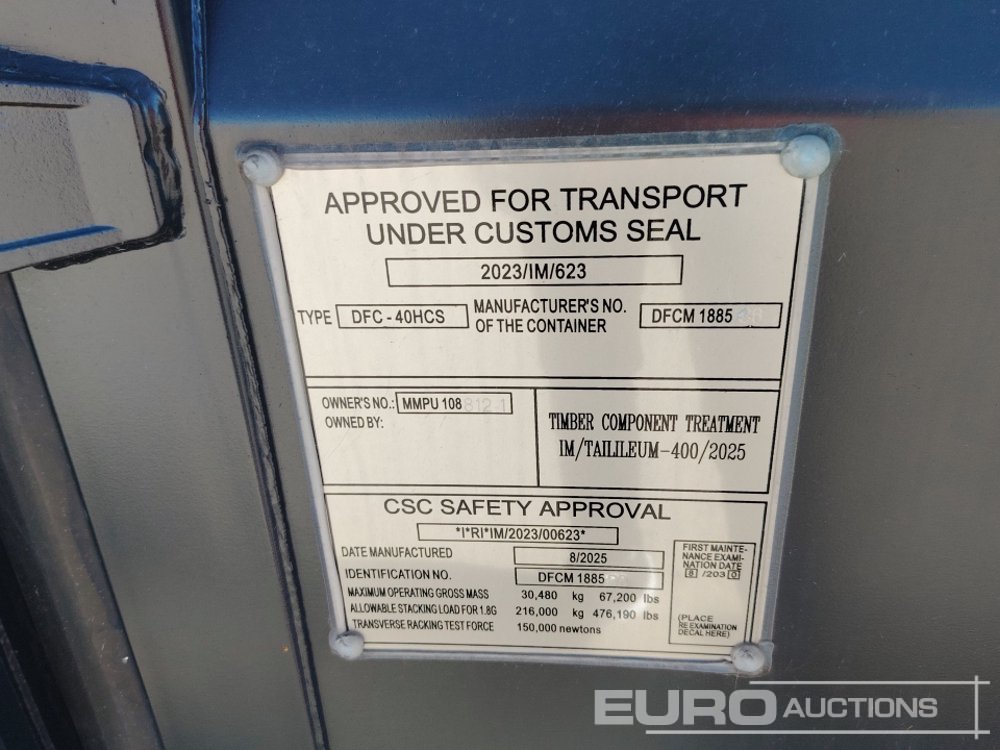 APPROVED FOR TRANSPORT
UNDER CUSTOMS SEAL
2023/IM/623
TYPE DFC - 40HCS
MANUFACTURER'S NO.
OF THE CONTAINER
DFCM 1885
OWNER'S NO.: MMPU 108 812 1
OWNED BY:
TIMBER COMPONENT TREATMENT
IM/TAILILEUM-400/2025
CSC SAFETY APPROVAL
*I*RI*IM/2023/00623*
DATE MANUFACTURED 8/2025
IDENTIFICATION NO. DFCM 1885
MAXIMUM OPERATING GROSS MASS 30,480 kg 67,200 lbs
ALLOWABLE STACKING LOAD FOR 1.8G 216,000 kg 476,190 lbs
TRANSVERSE RACKING TEST FORCE 150,000 newtons
FIRST MAINTE-
NANCE EXAMI-
NATION DATE
8 /2030
(PLACE
RE EXAMINATION
DECAL HERE)
EURO AUCTIONS